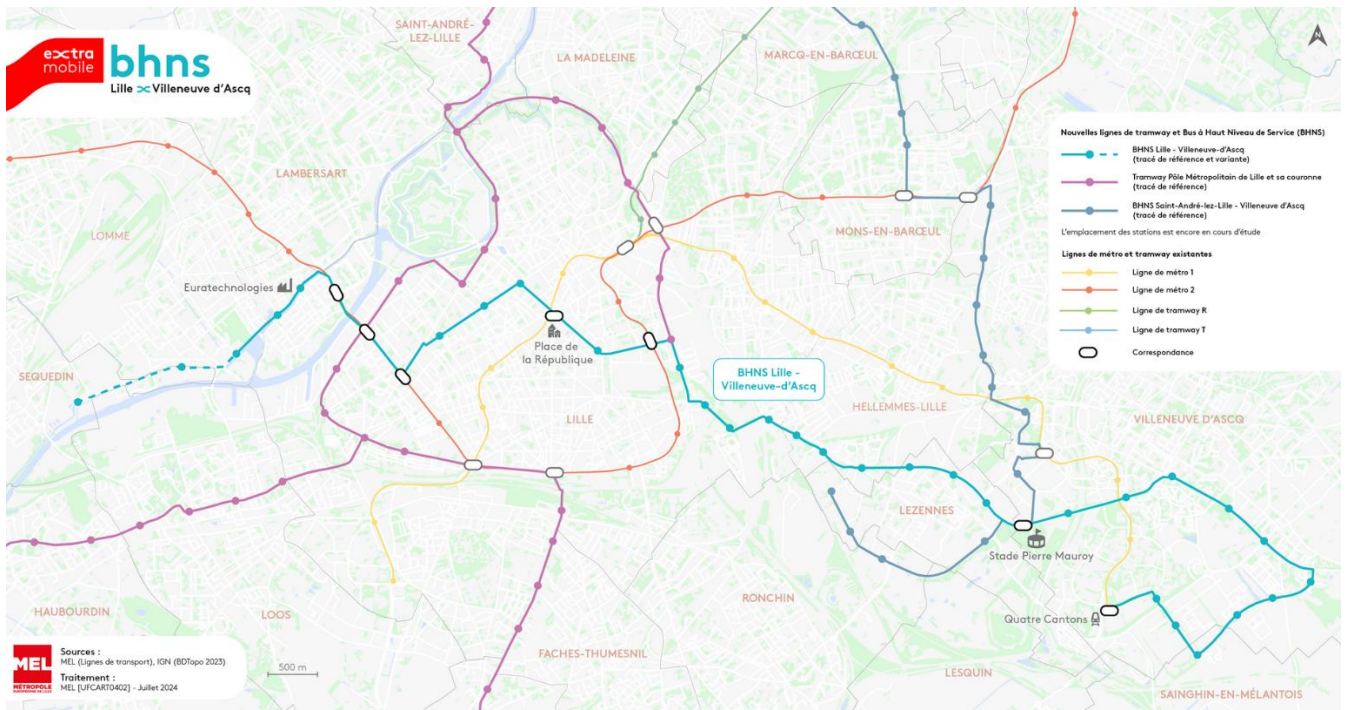 extra
mobile
bhns
Lille Villeneuve d'Ascq
SAINT-ANDRÉ-
LEZ-LILLE
LA MADELEINE
MARCQ-EN-BARŒUL
N
LAMBERSART
LOMME
MONS-EN-BARŒUL
Nouvelles lignes de tramway et Bus à Haut Niveau de Service (BHNS)
BHNS Lille - Villeneuve-d'Ascq
(tracé de référence et variante)
Tramway Pôle Métropolitain de Lille et sa couronne
(tracé de référence)
BHNS Saint-André-lez-Lille - Villeneuve d'Ascq
(tracé de référence)
L'emplacement des stations est encore en cours d'étude
Lignes de métro et tramway existantes
Ligne de métro 1
Ligne de métro 2
Ligne de tramway R
Ligne de tramway T
Correspondance
Euratechnologies
Place de
la République
SEQUEDIN
BHNS Lille -
Villeneuve-d'Ascq
LILLE
HELLEMMES-LILLE
VILLENEUVE D'ASCQ
LEZENNES
Stade Pierre Mauroy
HAUBOURDIN
LOOS
RONCHIN
Quatre Cantons
FACHES-THUMESNIL
LESQUIN
SAINGHIN-EN-MÉLANTOIS
MEL
MÉTROPOLE
EUROPÉENNE DE LILLE
Sources :
MEL (Lignes de transport), IGN (BDTopo 2023)
Traitement :
MEL [UFCART0402] - Juillet 2024
500 m